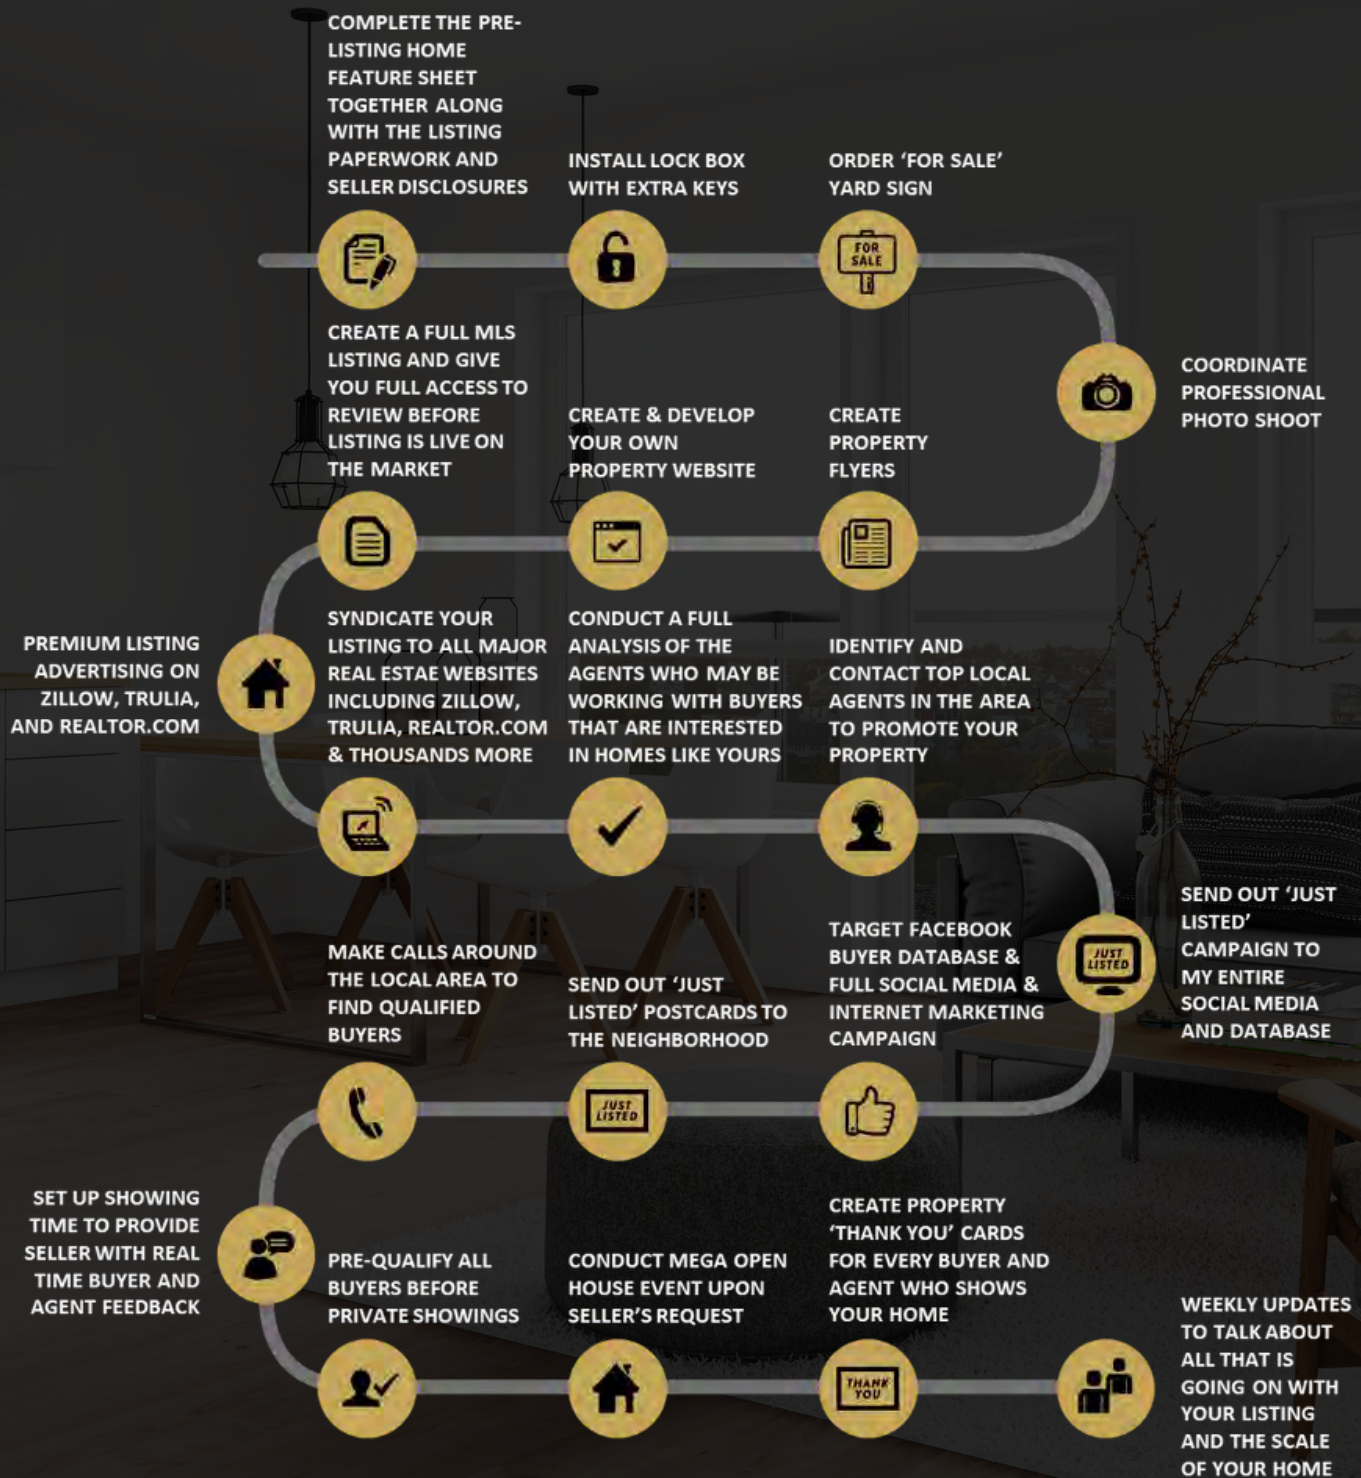 COMPLETE THE PRE-
LISTING HOME
FEATURE SHEET
TOGETHER ALONG
WITH THE LISTING
PAPERWORK AND
SELLER DISCLOSURES
INSTALL LOCK BOX
WITH EXTRA KEYS
ORDER ‘FOR SALE’
YARD SIGN
FOR
SALE
COORDINATE
PROFESSIONAL
PHOTO SHOOT
CREATE
PROPERTY
FLYERS
CREATE & DEVELOP
YOUR OWN
PROPERTY WEBSITE
CREATE A FULL MLS
LISTING AND GIVE
YOU FULL ACCESS TO
REVIEW BEFORE
LISTING IS LIVE ON
THE MARKET
PREMIUM LISTING
ADVERTISING ON
ZILLOW, TRULIA,
AND REALTOR.COM
SYNDICATE YOUR
LISTING TO ALL MAJOR
REAL ESTAE WEBSITES
INCLUDING ZILLOW,
TRULIA, REALTOR.COM
& THOUSANDS MORE
CONDUCT A FULL
ANALYSIS OF THE
AGENTS WHO MAY BE
WORKING WITH BUYERS
THAT ARE INTERESTED
IN HOMES LIKE YOURS
IDENTIFY AND
CONTACT TOP LOCAL
AGENTS IN THE AREA
TO PROMOTE YOUR
PROPERTY
SEND OUT ‘JUST
LISTED’
CAMPAIGN TO
MY ENTIRE
SOCIAL MEDIA
AND DATABASE
JUST
LISTED
TARGET FACEBOOK
BUYER DATABASE &
FULL SOCIAL MEDIA &
INTERNET MARKETING
CAMPAIGN
SEND OUT ‘JUST
LISTED’ POSTCARDS TO
THE NEIGHBORHOOD
JUST
LISTED
MAKE CALLS AROUND
THE LOCAL AREA TO
FIND QUALIFIED
BUYERS
SET UP SHOWING
TIME TO PROVIDE
SELLER WITH REAL
TIME BUYER AND
AGENT FEEDBACK
PRE-QUALIFY ALL
BUYERS BEFORE
PRIVATE SHOWINGS
CONDUCT MEGA OPEN
HOUSE EVENT UPON
SELLER’S REQUEST
CREATE PROPERTY
‘THANK YOU’ CARDS
FOR EVERY BUYER AND
AGENT WHO SHOWS
YOUR HOME
THANK
YOU
WEEKLY UPDATES
TO TALK ABOUT
ALL THAT IS
GOING ON WITH
YOUR LISTING
AND THE SCALE
OF YOUR HOME